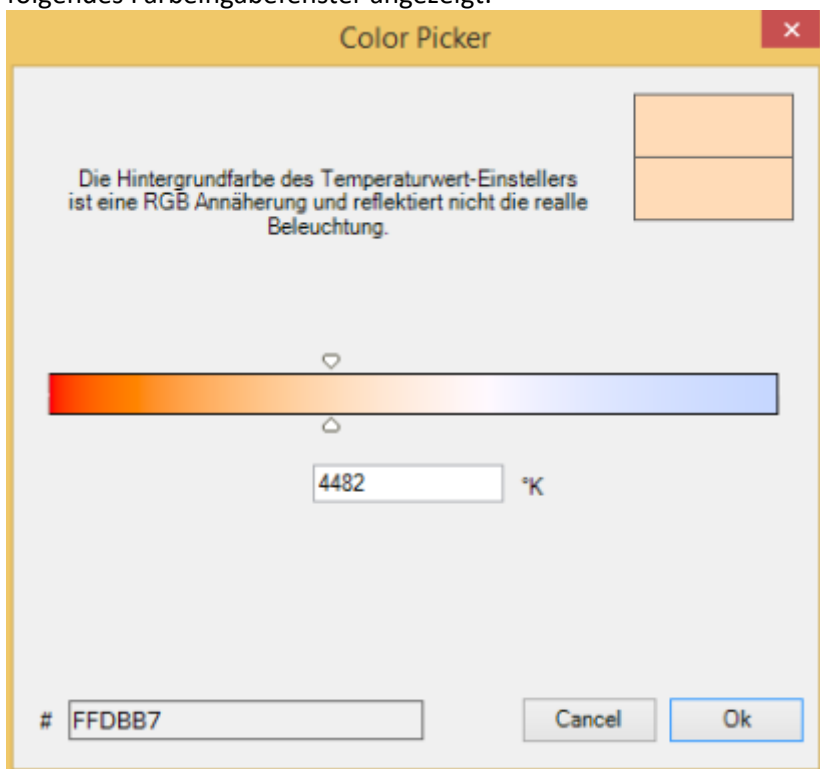 folgendes Farbeingabefenster angezeigt:
Color Picker
Die Hintergrundfarbe des Temperaturwert-Einstellers
ist eine RGB Annäherung und reflektiert nicht die realle
Beleuchtung.
4482 °K
# FFDBB7 Cancel Ok